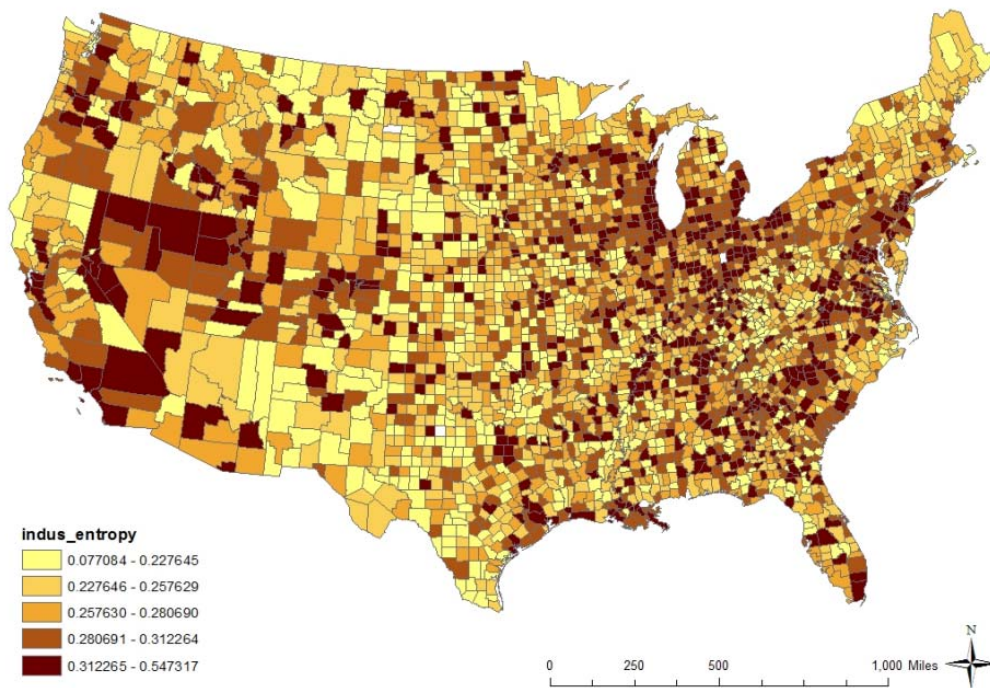 indus_entropy
0.077084 - 0.227645
0.227646 - 0.257629
0.257630 - 0.280690
0.280691 - 0.312264
0.312265 - 0.547317
N
0 250 500 1,000 Miles